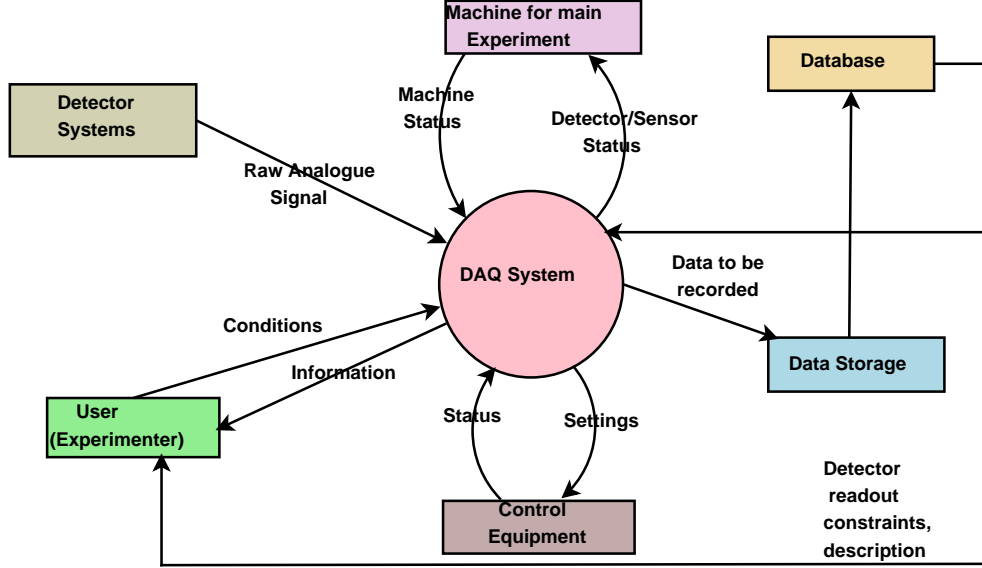 Machine for main
Experiment
Database
Detector
Systems
Machine
Status
Detector/Sensor
Status
Raw Analogue
Signal
DAQ System
Data to be
recorded
Conditions
Information
Data Storage
User
(Experimenter)
Status
Settings
Control
Equipment
Detector
readout
constraints,
description